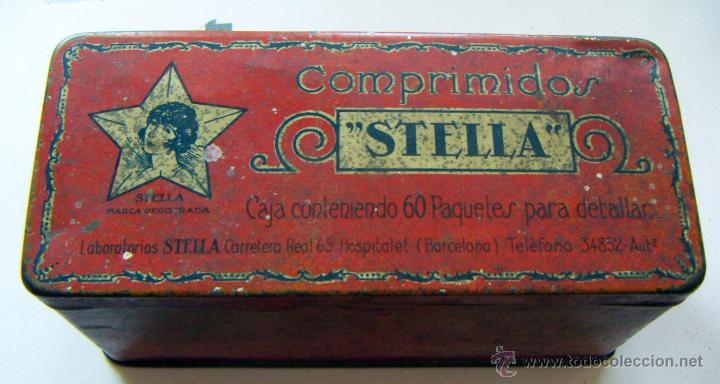 Comprimidos
"STELLA"
STELLA
MARCA REGISTRADA
Caja conteniendo 60 Paquetes para detallar.
Laboratorios STELLA Carretera Real 65 Hospitalet (Barcelona) Teléfono-34832-Autº
www.todocoleccion.net